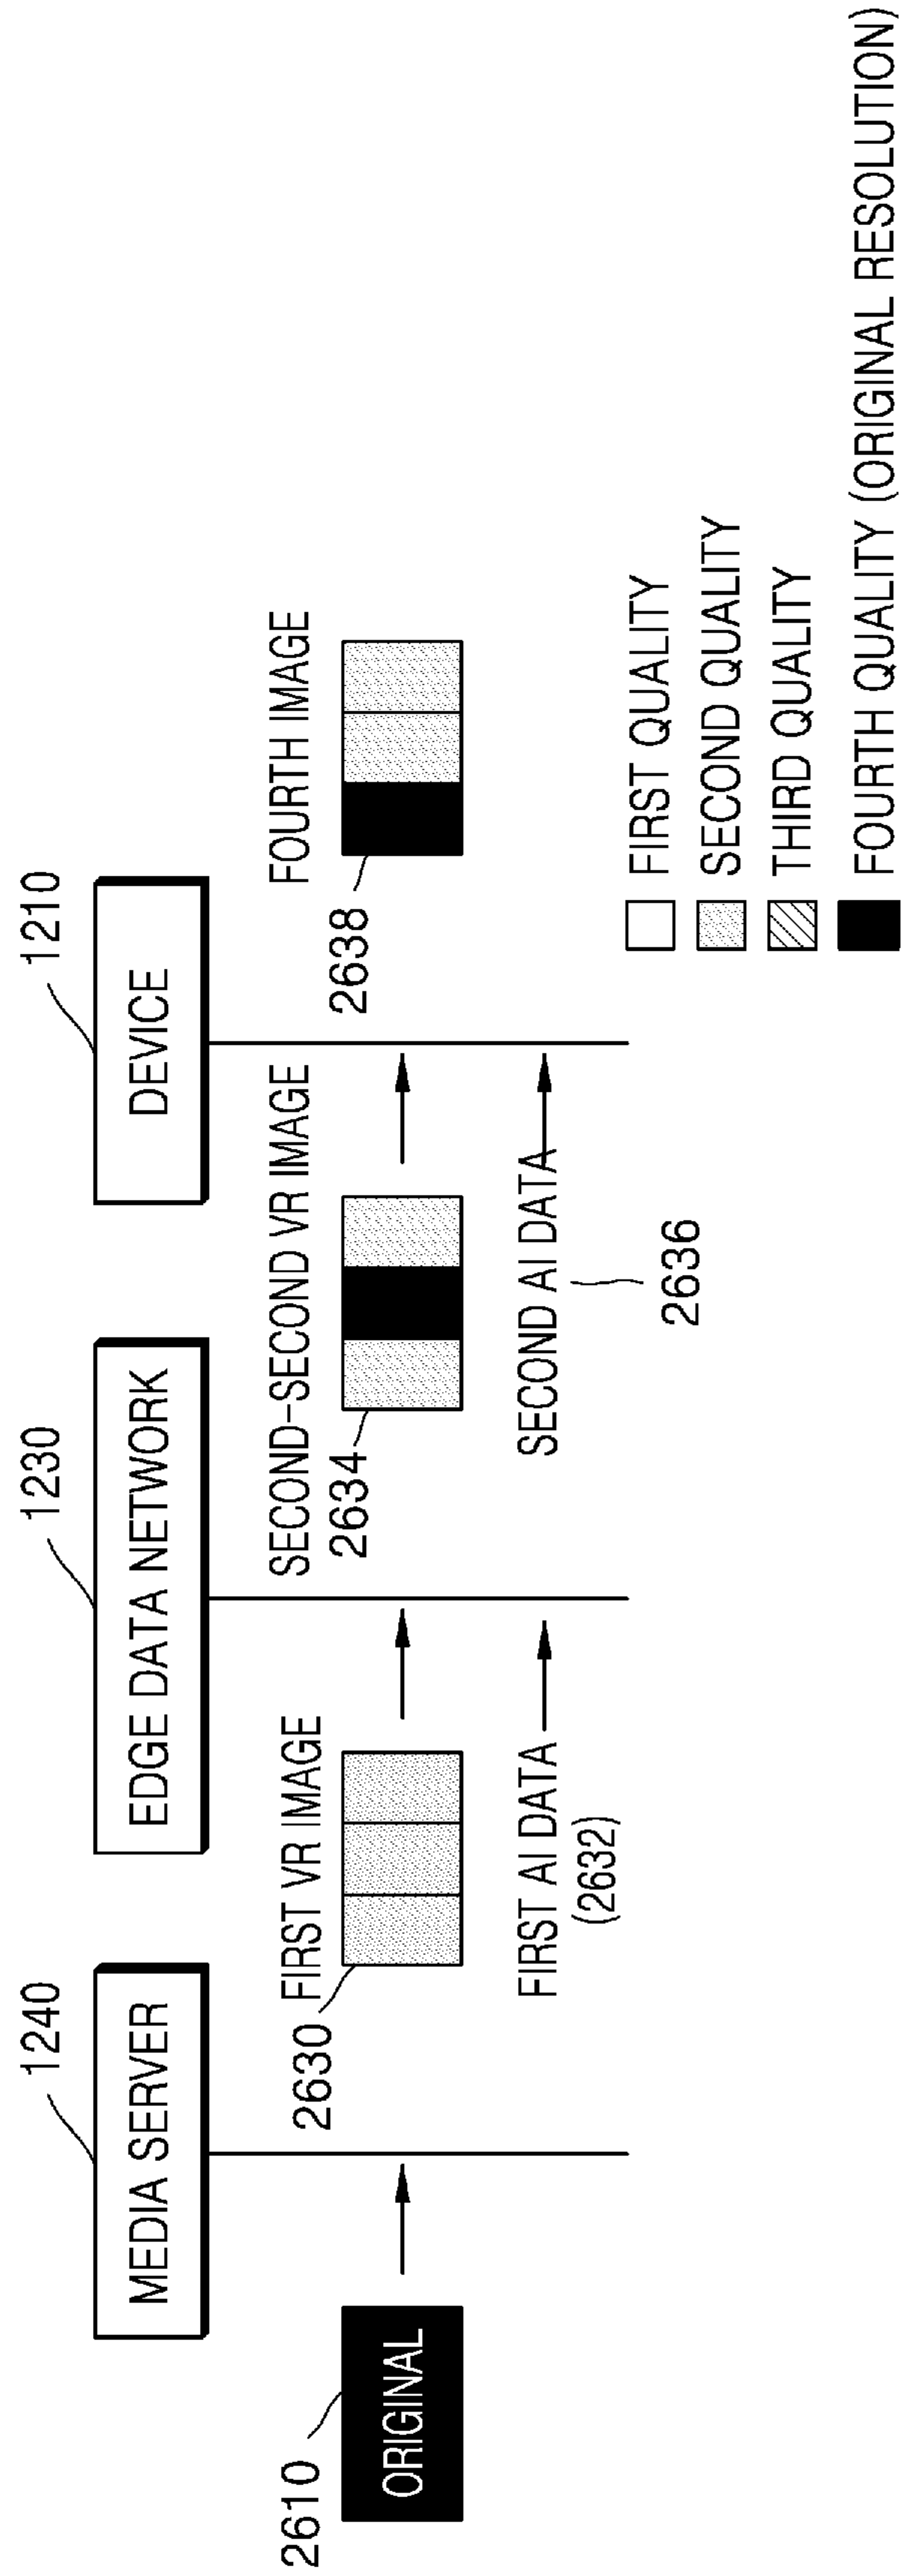 1240
1230
1210
MEDIA SERVER
EDGE DATA NETWORK
DEVICE
2610
ORIGINAL
2630
FIRST VR IMAGE
FIRST AI DATA
(2632)
SECOND-SECOND VR IMAGE
2634
SECOND AI DATA
2636
FOURTH IMAGE
2638
FIRST QUALITY
SECOND QUALITY
THIRD QUALITY
FOURTH QUALITY (ORIGINAL RESOLUTION)